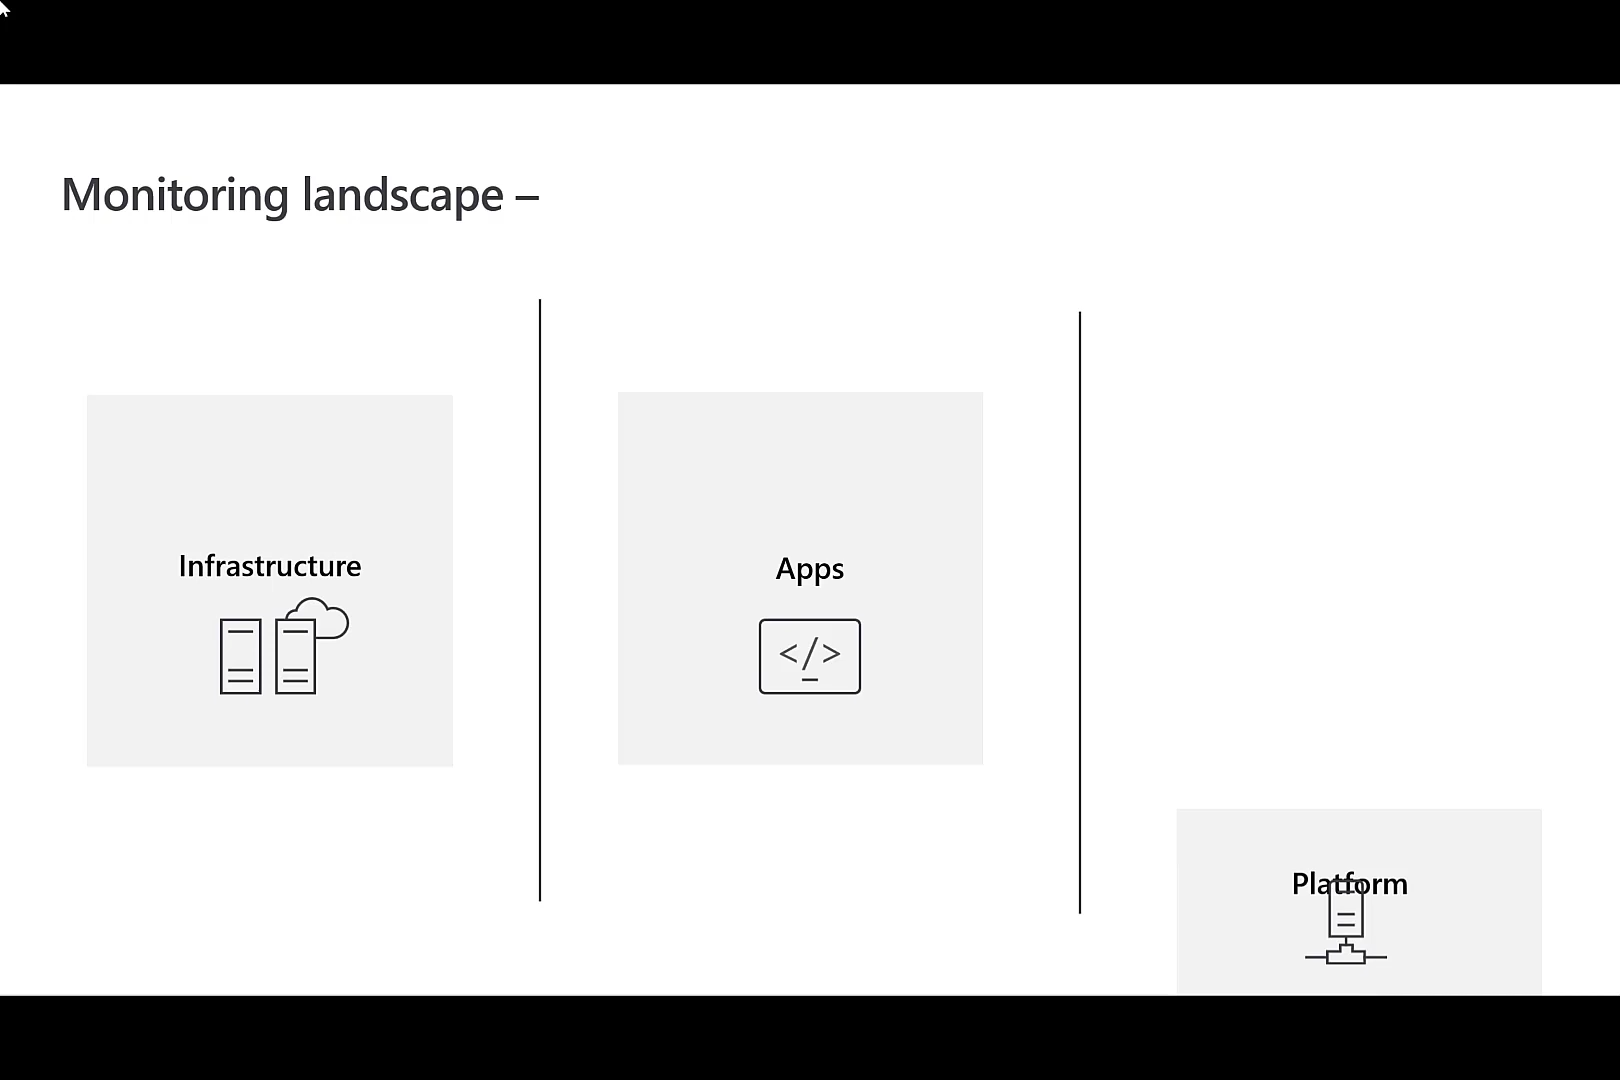 Monitoring landscape –
Infrastructure
Apps
</>
Platform